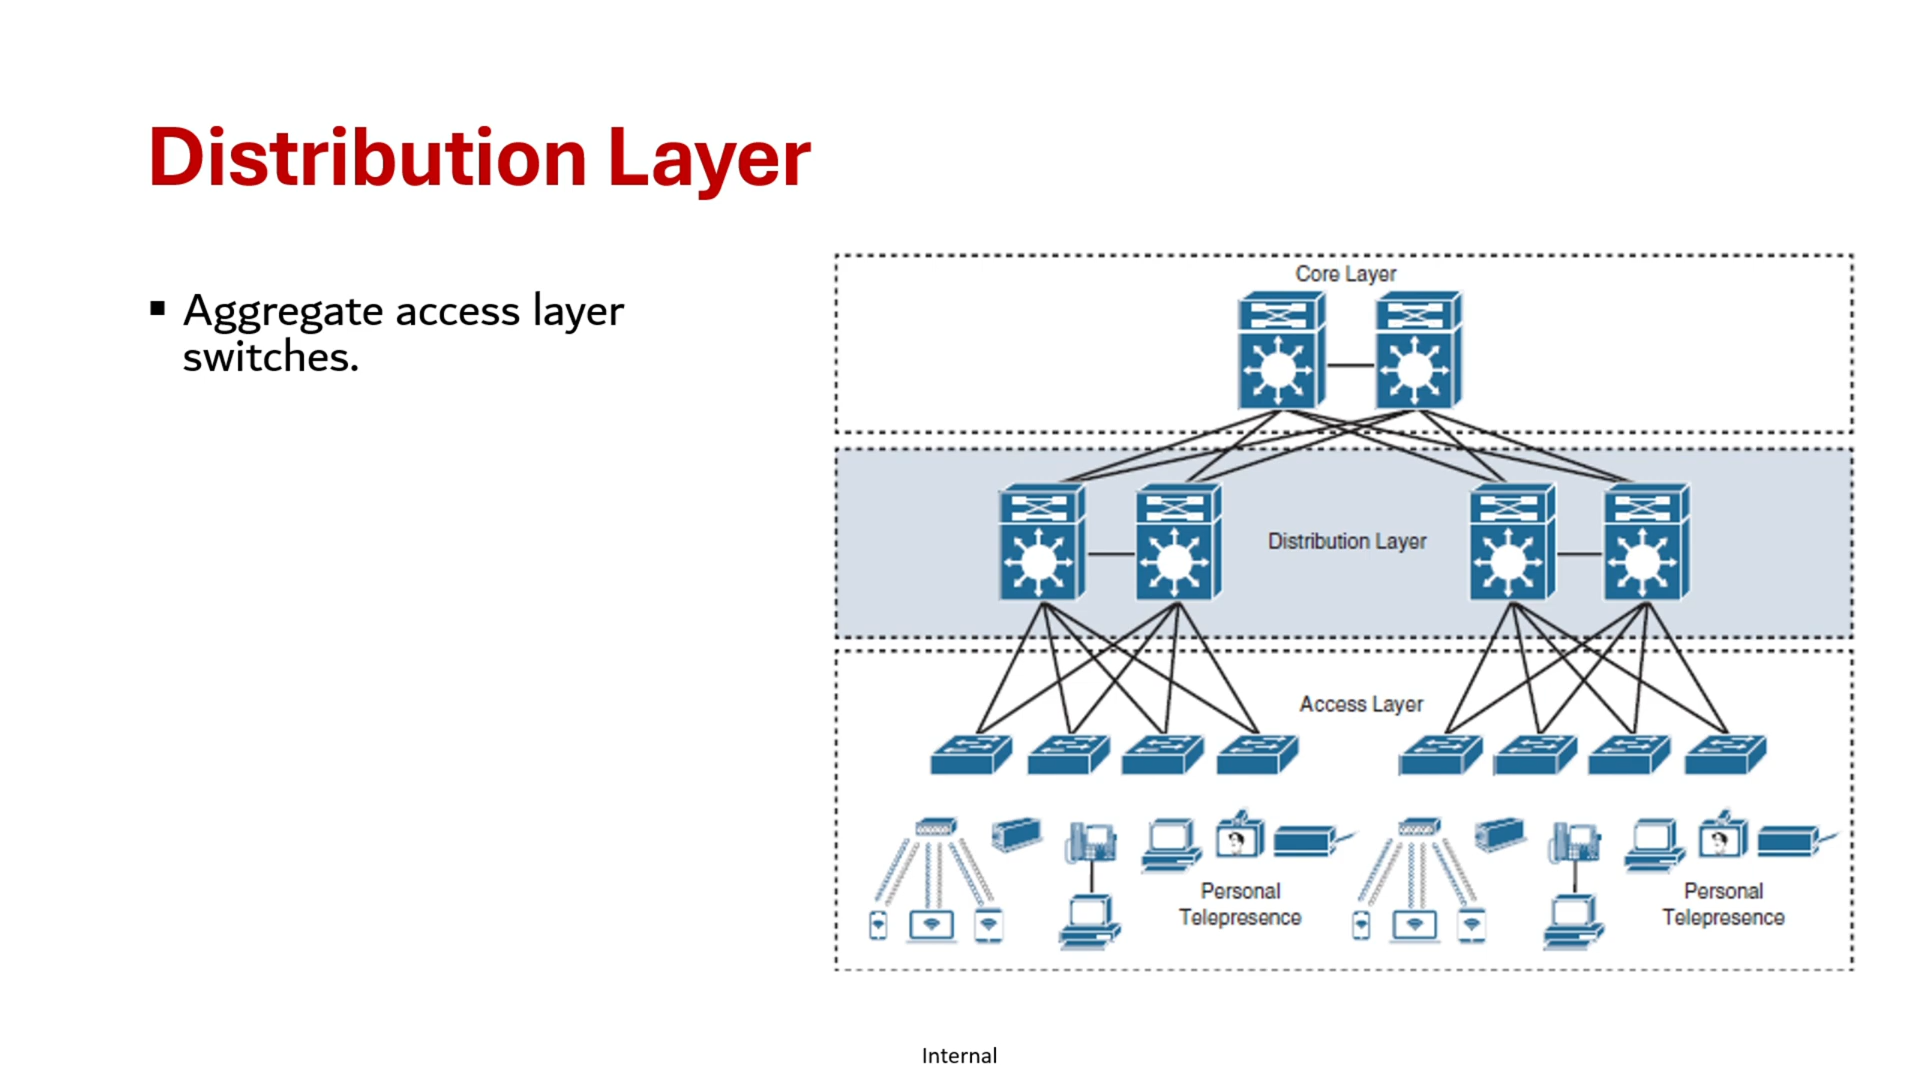 Distribution Layer
▪ Aggregate access layer
switches.
Core Layer
Distribution Layer
Access Layer
Personal
Telepresence
Personal
Telepresence
Internal